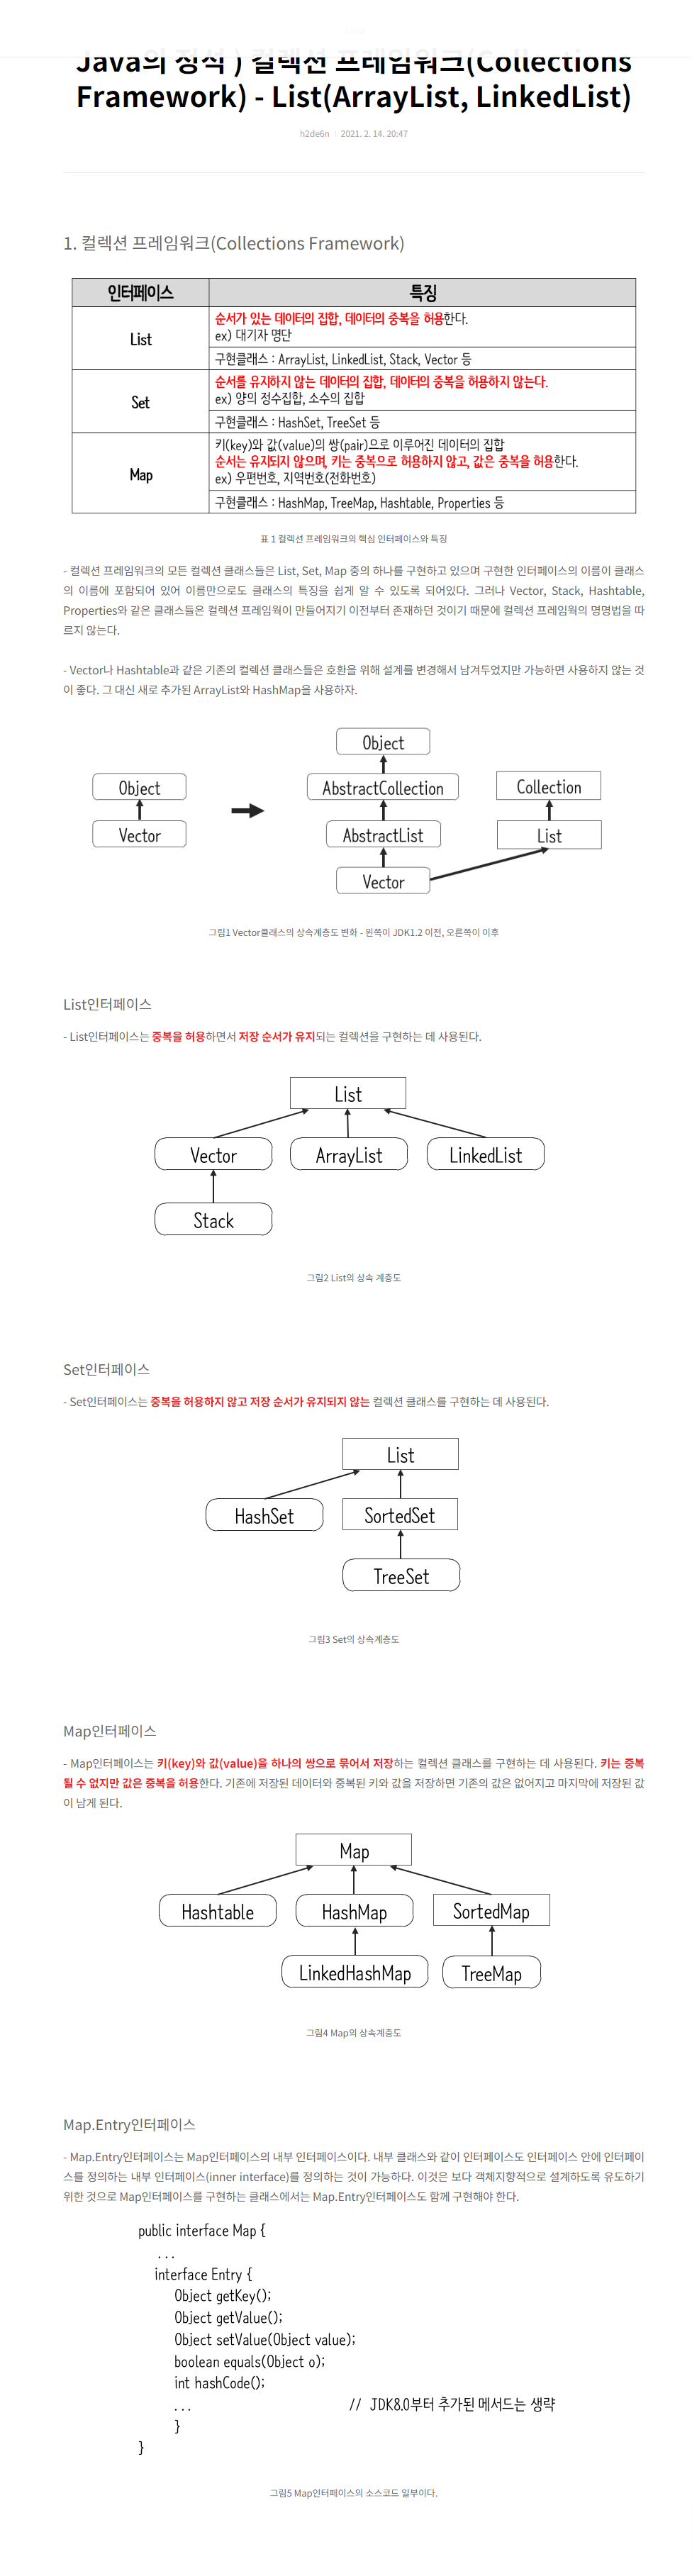 Java의 정석 ) 컬렉션 프레임워크(Collections
Framework) - List(ArrayList, LinkedList)
h2de6n | 2021. 2. 14. 20:47
1. 컬렉션 프레임워크(Collections Framework)
인터페이스 특징
List
순서가 있는 데이터의 집합, 데이터의 중복을 허용한다.
ex) 대기자 명단
구현클래스 : ArrayList, LinkedList, Stack, Vector 등
Set
순서를 유지하지 않는 데이터의 집합, 데이터의 중복을 허용하지 않는다.
ex) 양의 정수집합, 소수의 집합
구현클래스 : HashSet, TreeSet 등
Map
키(key)와 값(value)의 쌍(pair)으로 이루어진 데이터의 집합
순서는 유지되지 않으며, 키는 중복으로 허용하지 않고, 값은 중복을 허용한다.
ex) 우편번호, 지역번호(전화번호)
구현클래스 : HashMap, TreeMap, Hashtable, Properties 등
표 1 컬렉션 프레임워크의 핵심 인터페이스와 특징
- 컬렉션 프레임워크의 모든 컬렉션 클래스들은 List, Set, Map 중의 하나를 구현하고 있으며 구현한 인터페이스의 이름이 클래스
의 이름에 포함되어 있어 이름만으로도 클래스의 특징을 쉽게 알 수 있도록 되어있다. 그러나 Vector, Stack, Hashtable,
Properties와 같은 클래스들은 컬렉션 프레임웍이 만들어지기 이전부터 존재하던 것이기 때문에 컬렉션 프레임웍의 명명법을 따
르지 않는다.
- Vector나 Hashtable과 같은 기존의 컬렉션 클래스들은 호환을 위해 설계를 변경해서 남겨두었지만 가능하면 사용하지 않는 것
이 좋다. 그 대신 새로 추가된 ArrayList와 HashMap을 사용하자.
Object
Object AbstractCollection Collection
Vector AbstractList List
Vector
그림1 Vector클래스의 상속계층도 변화 - 왼쪽이 JDK1.2 이전, 오른쪽이 이후
List인터페이스
- List인터페이스는 중복을 허용하면서 저장 순서가 유지되는 컬렉션을 구현하는 데 사용된다.
List
Vector ArrayList LinkedList
Stack
그림2 List의 상속 계층도
Set인터페이스
- Set인터페이스는 중복을 허용하지 않고 저장 순서가 유지되지 않는 컬렉션 클래스를 구현하는 데 사용된다.
List
HashSet SortedSet
TreeSet
그림3 Set의 상속계층도
Map인터페이스
- Map인터페이스는 키(key)와 값(value)을 하나의 쌍으로 묶어서 저장하는 컬렉션 클래스를 구현하는 데 사용된다. 키는 중복
될 수 없지만 값은 중복을 허용한다. 기존에 저장된 데이터와 중복된 키와 값을 저장하면 기존의 값은 없어지고 마지막에 저장된 값
이 남게 된다.
Map
Hashtable HashMap SortedMap
LinkedHashMap TreeMap
그림4 Map의 상속계층도
Map.Entry인터페이스
- Map.Entry인터페이스는 Map인터페이스의 내부 인터페이스이다. 내부 클래스와 같이 인터페이스도 인터페이스 안에 인터페이
스를 정의하는 내부 인터페이스(inner interface)를 정의하는 것이 가능하다. 이것은 보다 객체지향적으로 설계하도록 유도하기
위한 것으로 Map인터페이스를 구현하는 클래스에서는 Map.Entry인터페이스도 함께 구현해야 한다.
public interface Map {
...
interface Entry {
Object getKey();
Object getValue();
Object setValue(Object value);
boolean equals(Object o);
int hashCode();
... // JDK8.0부터 추가된 메서드는 생략
}
}
그림5 Map인터페이스의 소스코드 일부이다.